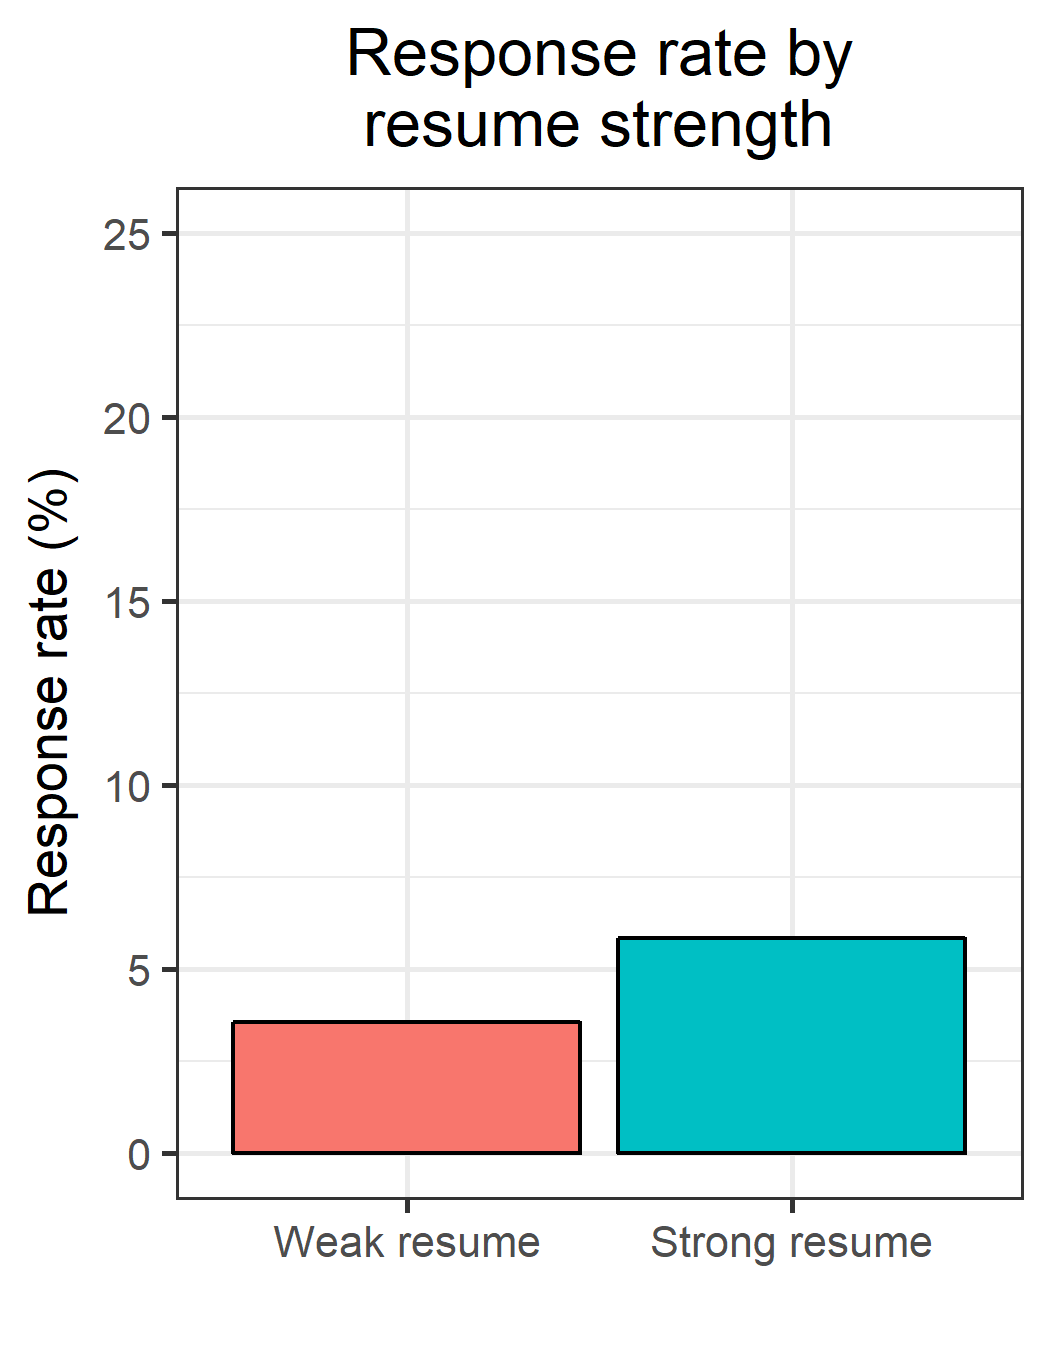 Response rate by
resume strength
Response rate (%)
25
20
15
10
5
0
Weak resume
Strong resume